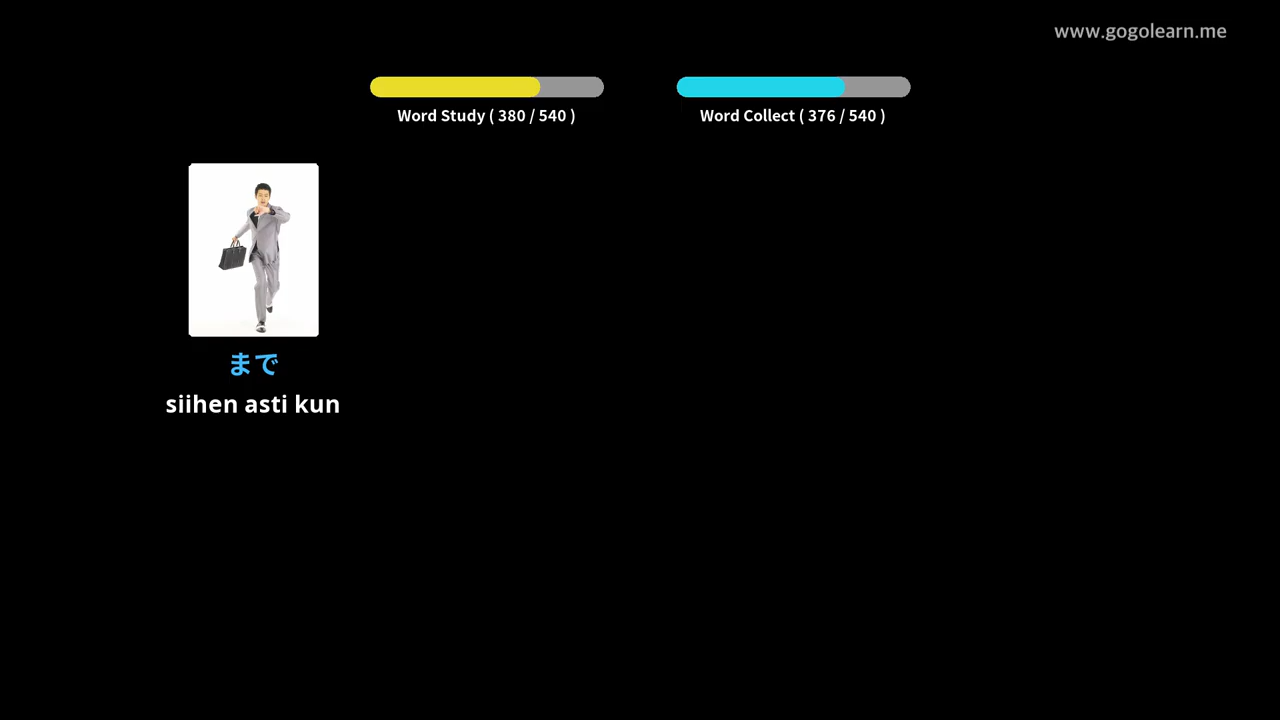 www.gogolearn.me
Word Study ( 380 / 540 )
Word Collect ( 376 / 540 )
まで
siihen asti kun